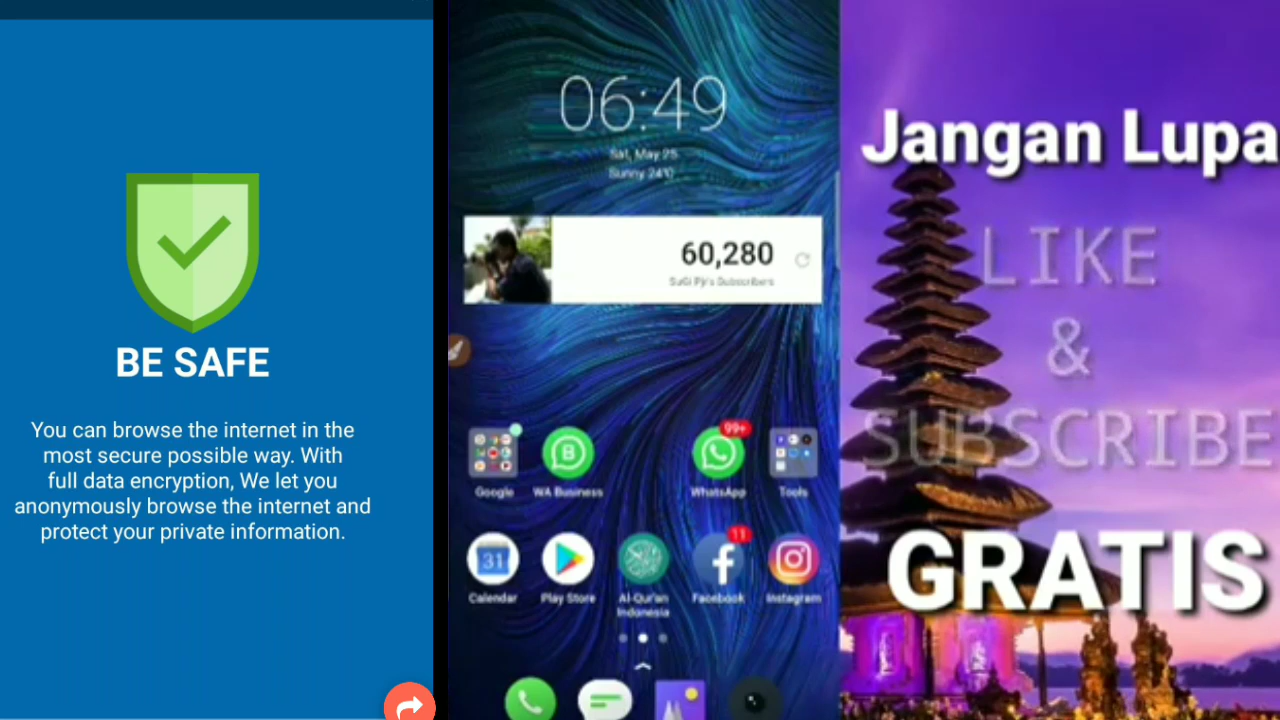 BE SAFE
You can browse the internet in the
most secure possible way. With
full data encryption, We let you
anonymously browse the internet and
protect your private information.
06:49
Sat, May 25
Sunny 24°C
60,280
SuGi Pjr's Subscribers
99+
B
Google
WA Business
WhatsApp
Tools
11
31
Calendar
Play Store
Al-Qur'an
Indonesia
Facebook
Instagram
Jangan Lupa
LIKE
&
SUBSCRIBE
GRATIS